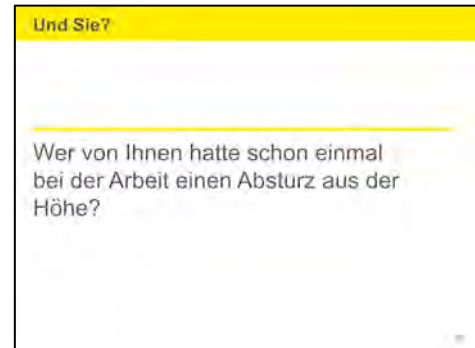 Und Sie?
Wer von Ihnen hatte schon einmal
bei der Arbeit einen Absturz aus der
Höhe?